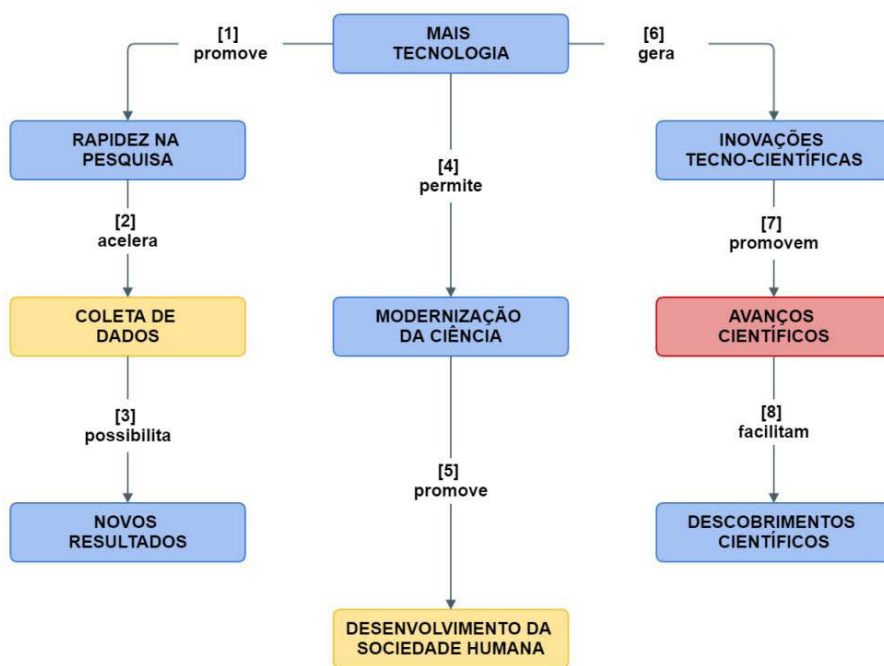 MAIS
TECNOLOGIA
[1]
promove
[6]
gera
RAPIDEZ NA
PESQUISA
INOVAÇÕES
TECNO-CIENTÍFICAS
[4]
permite
[2]
acelera
[7]
promovem
COLETA DE
DADOS
MODERNIZAÇÃO
DA CIÊNCIA
AVANÇOS
CIENTÍFICOS
[3]
possibilita
[8]
facilitam
[5]
promove
NOVOS
RESULTADOS
DESCOBRIMENTOS
CIENTÍFICOS
DESENVOLVIMENTO DA
SOCIEDADE HUMANA